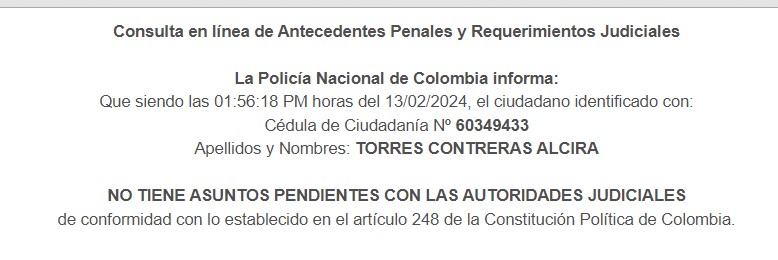 Consulta en línea de Antecedentes Penales y Requerimientos Judiciales
La Policía Nacional de Colombia informa:
Que siendo las 01:56:18 PM horas del 13/02/2024, el ciudadano identificado con:
Cédula de Ciudadanía Nº 60349433
Apellidos y Nombres: TORRES CONTRERAS ALCIRA
NO TIENE ASUNTOS PENDIENTES CON LAS AUTORIDADES JUDICIALES
de conformidad con lo establecido en el artículo 248 de la Constitución Política de Colombia.